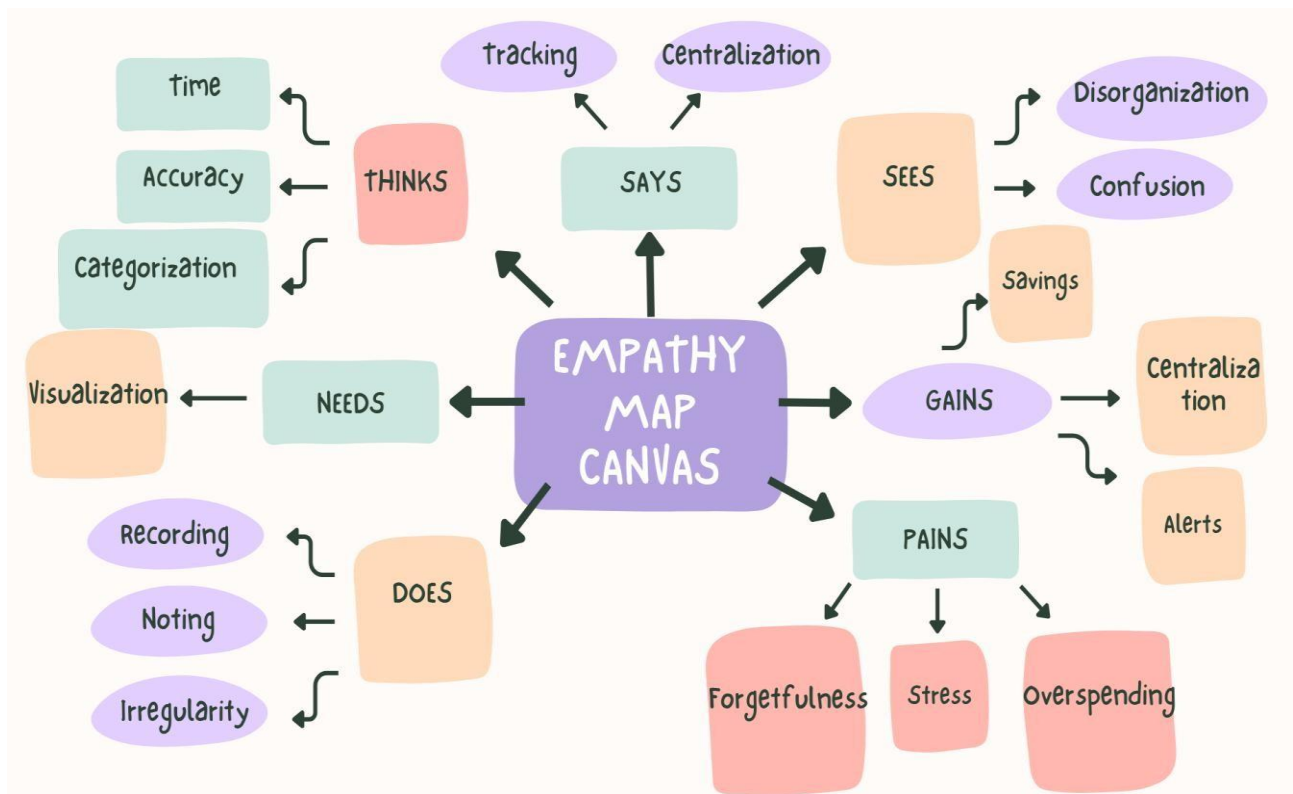 Tracking
Centralization
Time
Accuracy
Categorization
THINKS
SAYS
SEES
Disorganization
Confusion
Savings
EMPATHY
MAP
CANVAS
Visualization
NEEDS
GAINS
Centraliza
tion
Alerts
Recording
Noting
Irregularity
DOES
PAINS
Forgetfulness
Stress
Overspending